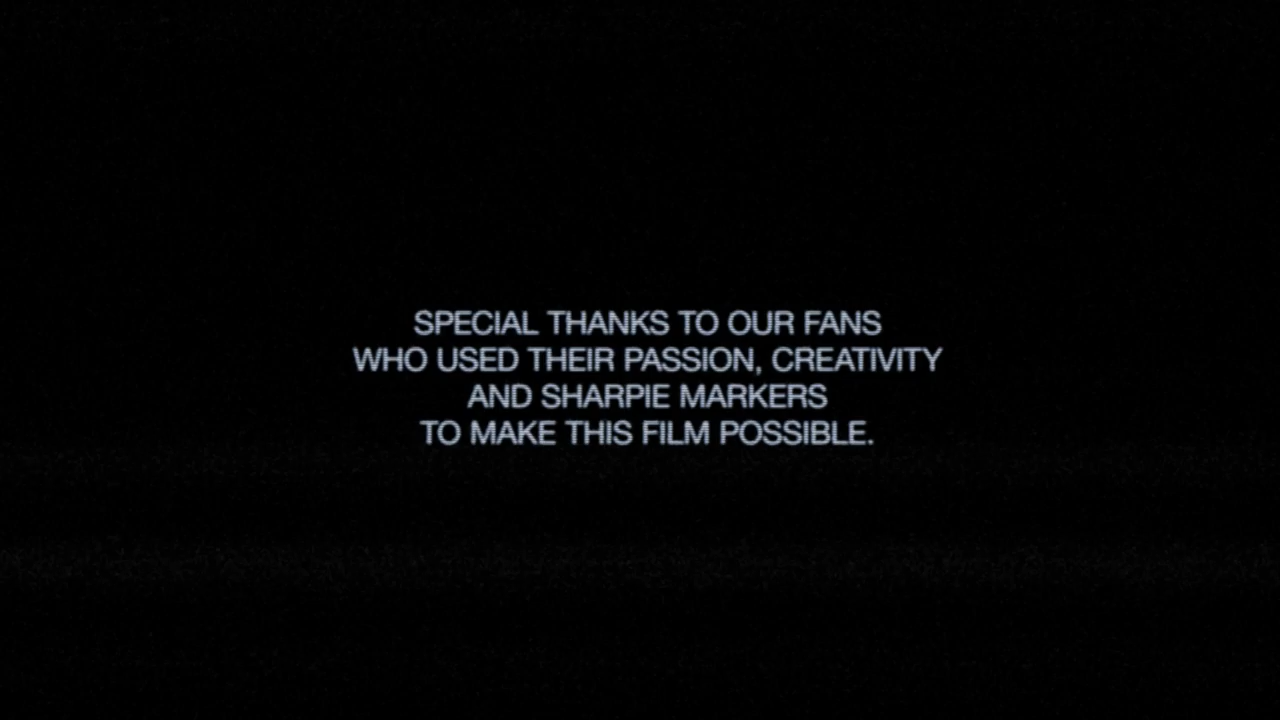 SPECIAL THANKS TO OUR FANS
WHO USED THEIR PASSION, CREATIVITY
AND SHARPIE MARKERS
TO MAKE THIS FILM POSSIBLE.